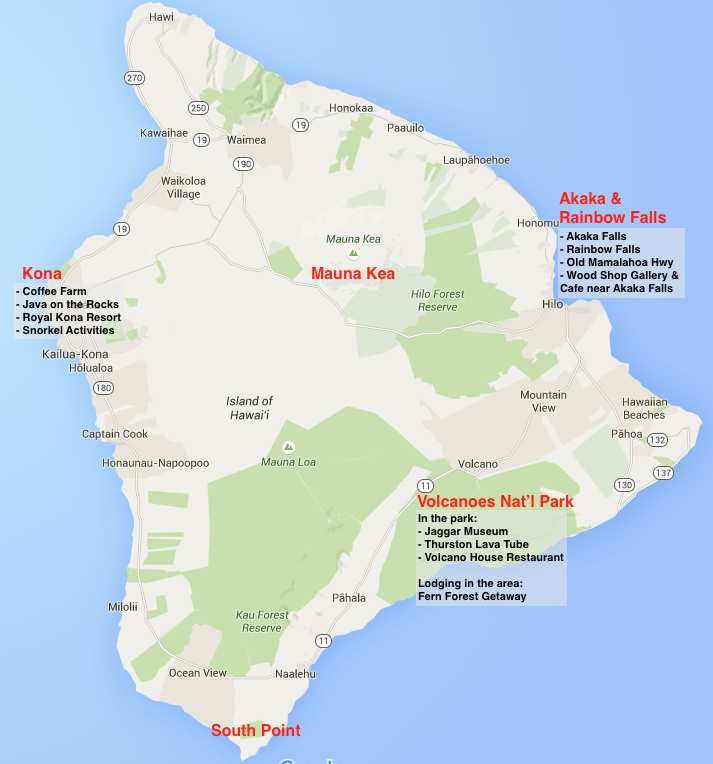 Hawi
270
250
Kawaihae
19
Waimea
19
Honokaa
Paauilo
190
Laupāhoehoe
Waikoloa
Village
19
Akaka &
Rainbow Falls
- Akaka Falls
- Rainbow Falls
- Old Mamalahoa Hwy
- Wood Shop Gallery &
Cafe near Akaka Falls
Honomu
Mauna Kea
Mauna Kea
Kona
- Coffee Farm
- Java on the Rocks
- Royal Kona Resort
- Snorkel Activities
Hilo Forest
Reserve
Hilo
Kailua-Kona
Hōlualoa
180
Island of
Hawai'i
Mountain
View
Hawaiian
Beaches
Pāhoa
132
137
130
Captain Cook
Honaunau-Napoopoo
Mauna Loa
Volcano
11
Volcanoes Nat'l Park
In the park:
- Jaggar Museum
- Thurston Lava Tube
- Volcano House Restaurant
Lodging in the area:
Fern Forest Getaway
Milolii
Pāhala
Kau Forest
Reserve
11
Ocean View
Naalehu
South Point